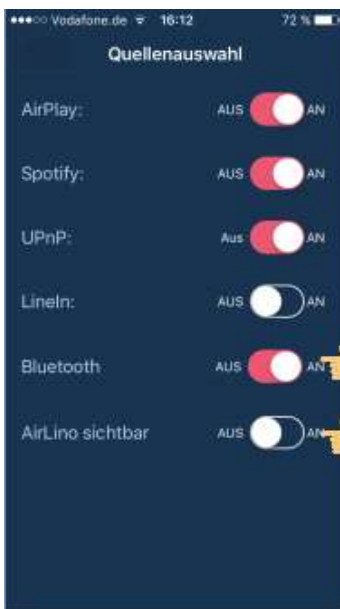 ●●●○○ Vodafone.de 16:12 72 %
Quellenauswahl
AirPlay: AUS AN
Spotify: AUS AN
UPnP: Aus AN
LineIn: AUS AN
Bluetooth AUS AN
AirLino sichtbar AUS AN